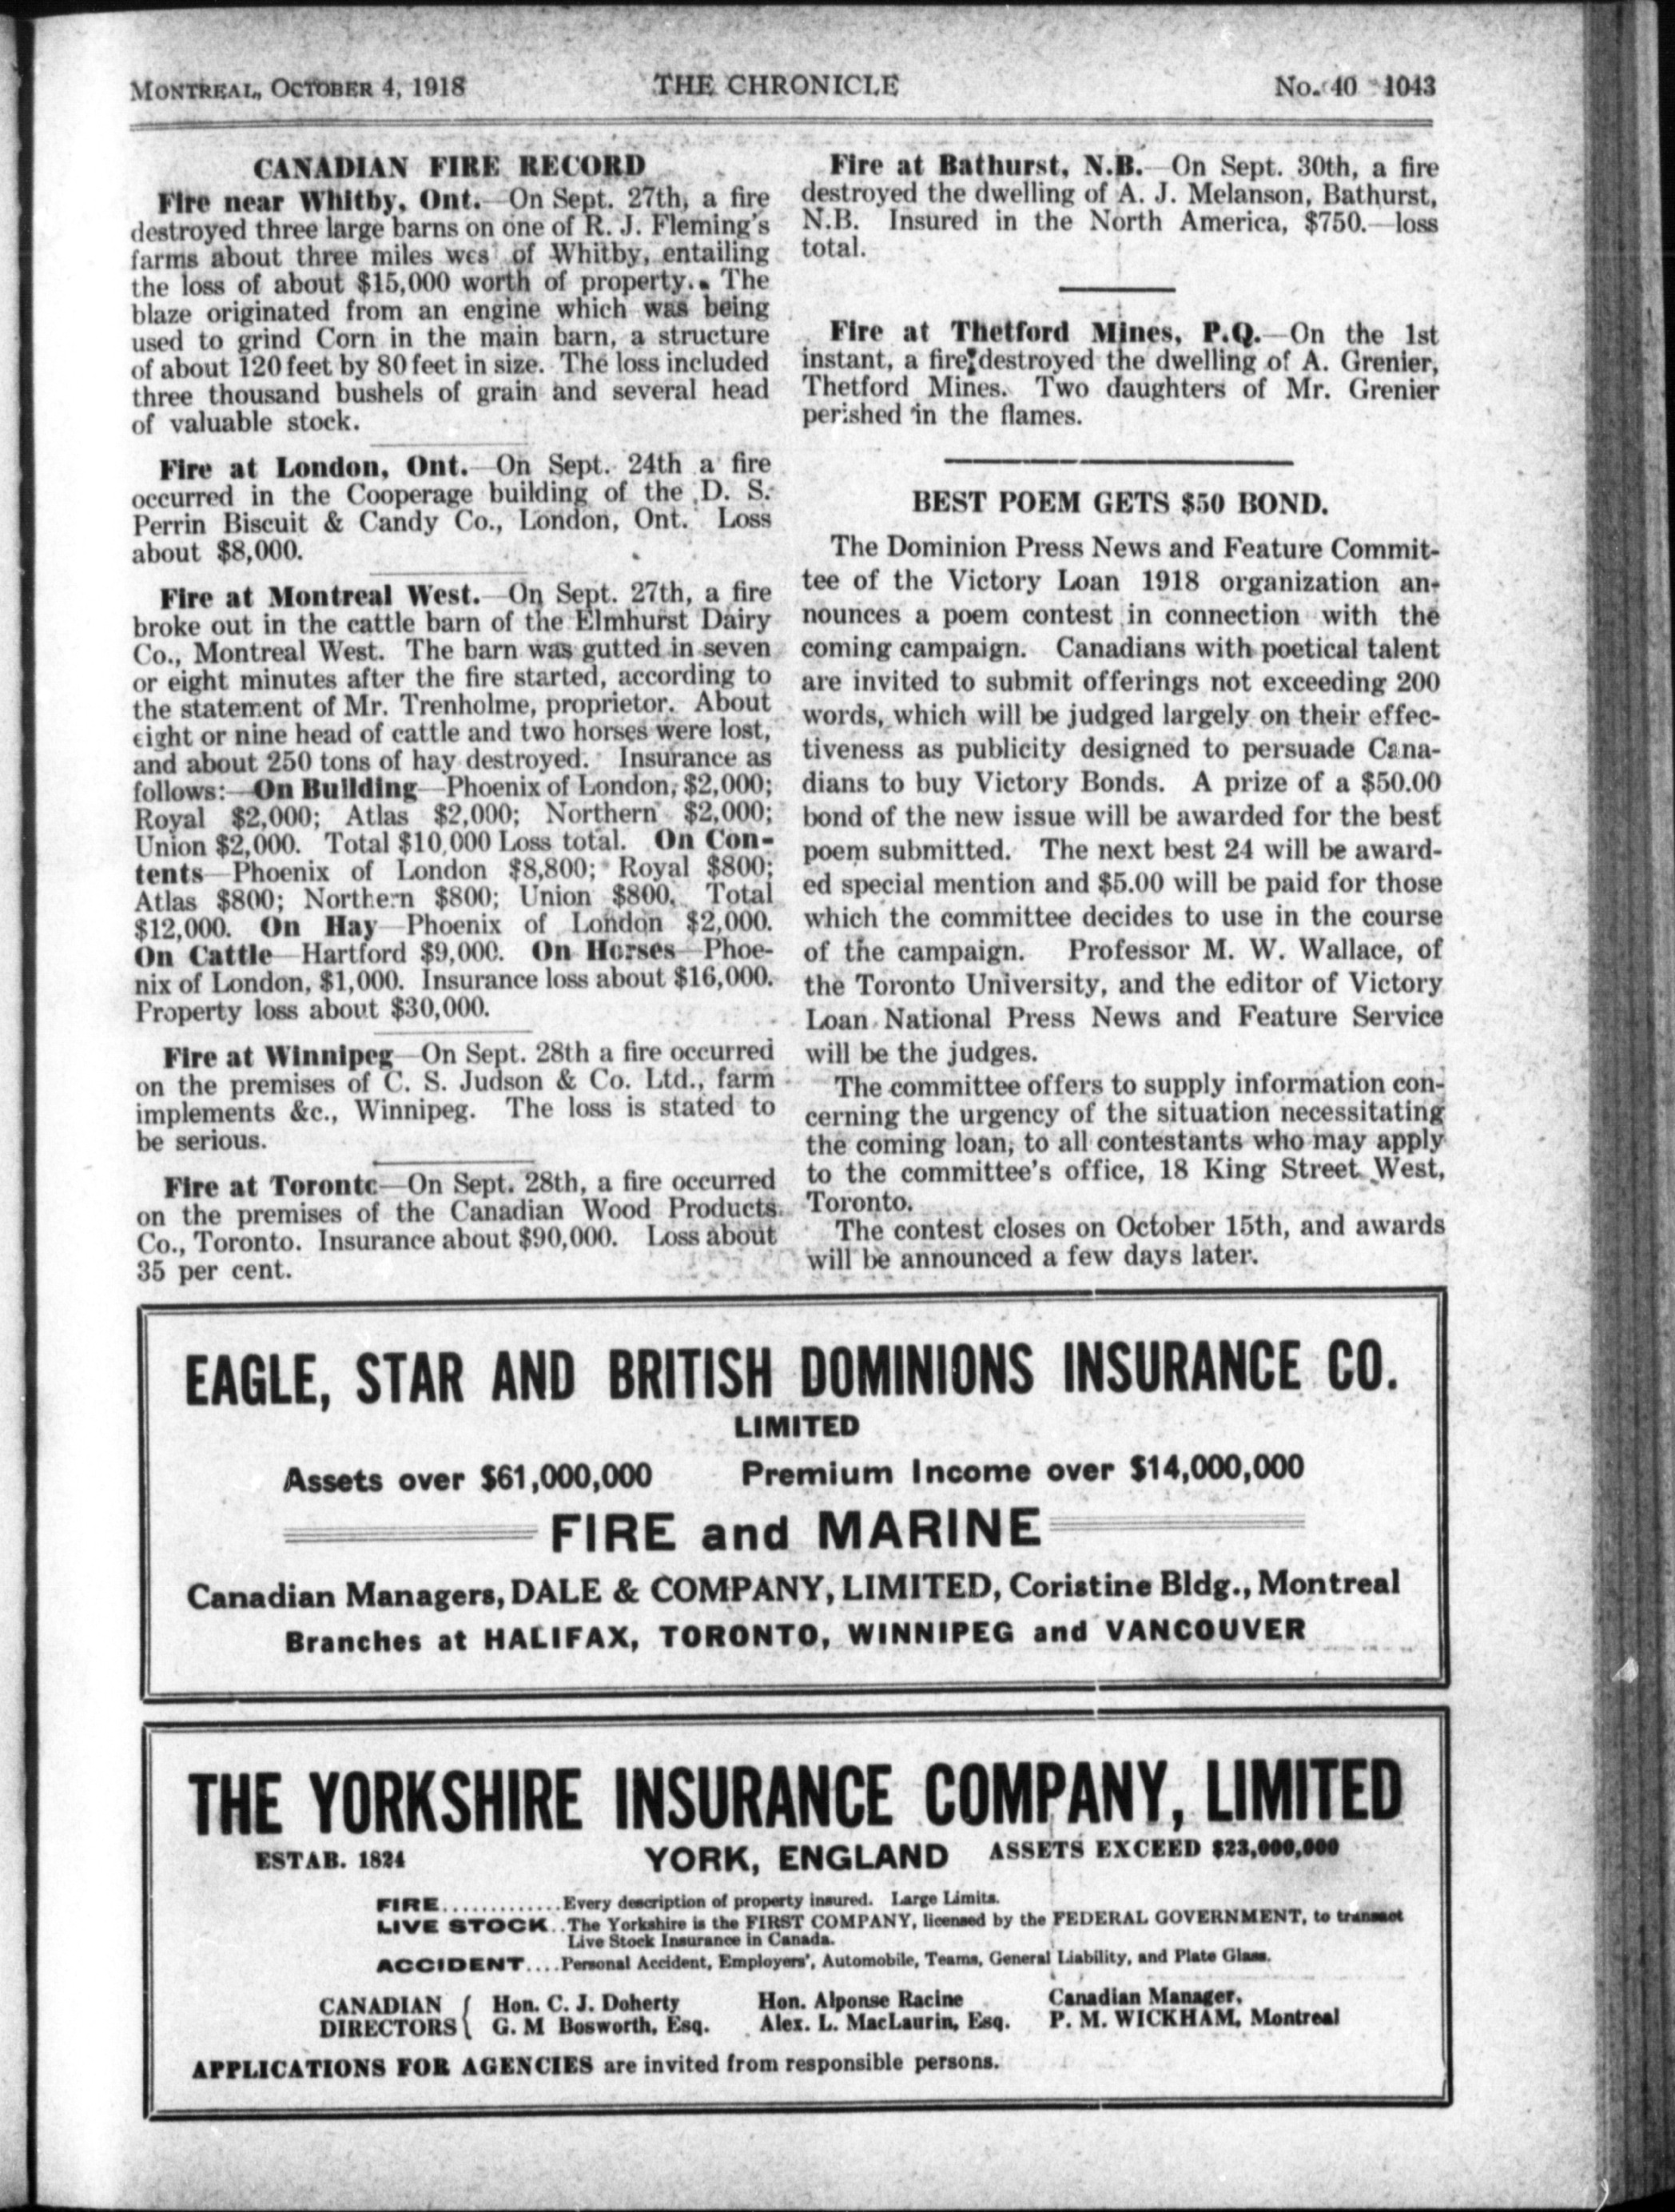 MONTREAL, OCTOBER 4, 1918 THE CHRONICLE No. 40 1043
CANADIAN FIRE RECORD
Fire near Whitby, Ont.—On Sept. 27th, a fire
destroyed three large barns on one of R. J. Fleming's
farms about three miles wes of Whitby, entailing
the loss of about $15,000 worth of property. The
blaze originated from an engine which was being
used to grind Corn in the main barn, a structure
of about 120 feet by 80 feet in size. The loss included
three thousand bushels of grain and several head
of valuable stock.
Fire at London, Ont.—On Sept. 24th a fire
occurred in the Cooperage building of the D. S.
Perrin Biscuit & Candy Co., London, Ont. Loss
about $8,000.
Fire at Montreal West.—On Sept. 27th, a fire
broke out in the cattle barn of the Elmhurst Dairy
Co., Montreal West. The barn was gutted in seven
or eight minutes after the fire started, according to
the statement of Mr. Trenholme, proprietor. About
eight or nine head of cattle and two horses were lost,
and about 250 tons of hay destroyed. Insurance as
follows:—On Building—Phoenix of London, $2,000;
Royal $2,000; Atlas $2,000; Northern $2,000;
Union $2,000. Total $10,000 Loss total. On Con-
tents—Phoenix of London $8,800; Royal $800;
Atlas $800; Northern $800; Union $800. Total
$12,000. On Hay—Phoenix of London $2,000.
On Cattle—Hartford $9,000. On Horses—Phoe-
nix of London, $1,000. Insurance loss about $16,000.
Property loss about $30,000.
Fire at Winnipeg—On Sept. 28th a fire occurred
on the premises of C. S. Judson & Co. Ltd., farm
implements &c., Winnipeg. The loss is stated to
be serious.
Fire at Toronto—On Sept. 28th, a fire occurred
on the premises of the Canadian Wood Products
Co., Toronto. Insurance about $90,000. Loss about
35 per cent.
Fire at Bathurst, N.B.—On Sept. 30th, a fire
destroyed the dwelling of A. J. Melanson, Bathurst,
N.B. Insured in the North America, $750.—loss
total.
Fire at Thetford Mines, P.Q.—On the 1st
instant, a fire destroyed the dwelling of A. Grenier,
Thetford Mines. Two daughters of Mr. Grenier
perished in the flames.
BEST POEM GETS $50 BOND.
The Dominion Press News and Feature Commit-
tee of the Victory Loan 1918 organization an-
nounces a poem contest in connection with the
coming campaign. Canadians with poetical talent
are invited to submit offerings not exceeding 200
words, which will be judged largely on their effec-
tiveness as publicity designed to persuade Cana-
dians to buy Victory Bonds. A prize of a $50.00
bond of the new issue will be awarded for the best
poem submitted. The next best 24 will be award-
ed special mention and $5.00 will be paid for those
which the committee decides to use in the course
of the campaign. Professor M. W. Wallace, of
the Toronto University, and the editor of Victory
Loan National Press News and Feature Service
will be the judges.
The committee offers to supply information con-
cerning the urgency of the situation necessitating
the coming loan, to all contestants who may apply
to the committee's office, 18 King Street West,
Toronto.
The contest closes on October 15th, and awards
will be announced a few days later.
EAGLE, STAR AND BRITISH DOMINIONS INSURANCE CO.
LIMITED
Assets over $61,000,000 Premium Income over $14,000,000
FIRE and MARINE
Canadian Managers, DALE & COMPANY, LIMITED, Coristine Bldg., Montreal
Branches at HALIFAX, TORONTO, WINNIPEG and VANCOUVER
THE YORKSHIRE INSURANCE COMPANY, LIMITED
ESTAB. 1824 YORK, ENGLAND ASSETS EXCEED $23,000,000
FIRE.............Every description of property insured. Large Limits.
LIVE STOCK..The Yorkshire is the FIRST COMPANY, licensed by the FEDERAL GOVERNMENT, to transact
Live Stock Insurance in Canada.
ACCIDENT....Personal Accident, Employers', Automobile, Teams, General Liability, and Plate Glass.
CANADIAN { Hon. C. J. Doherty Hon. Alponse Racine Canadian Manager,
DIRECTORS { G. M Bosworth, Esq. Alex. L. MacLaurin, Esq. P. M. WICKHAM, Montreal
APPLICATIONS FOR AGENCIES are invited from responsible persons.